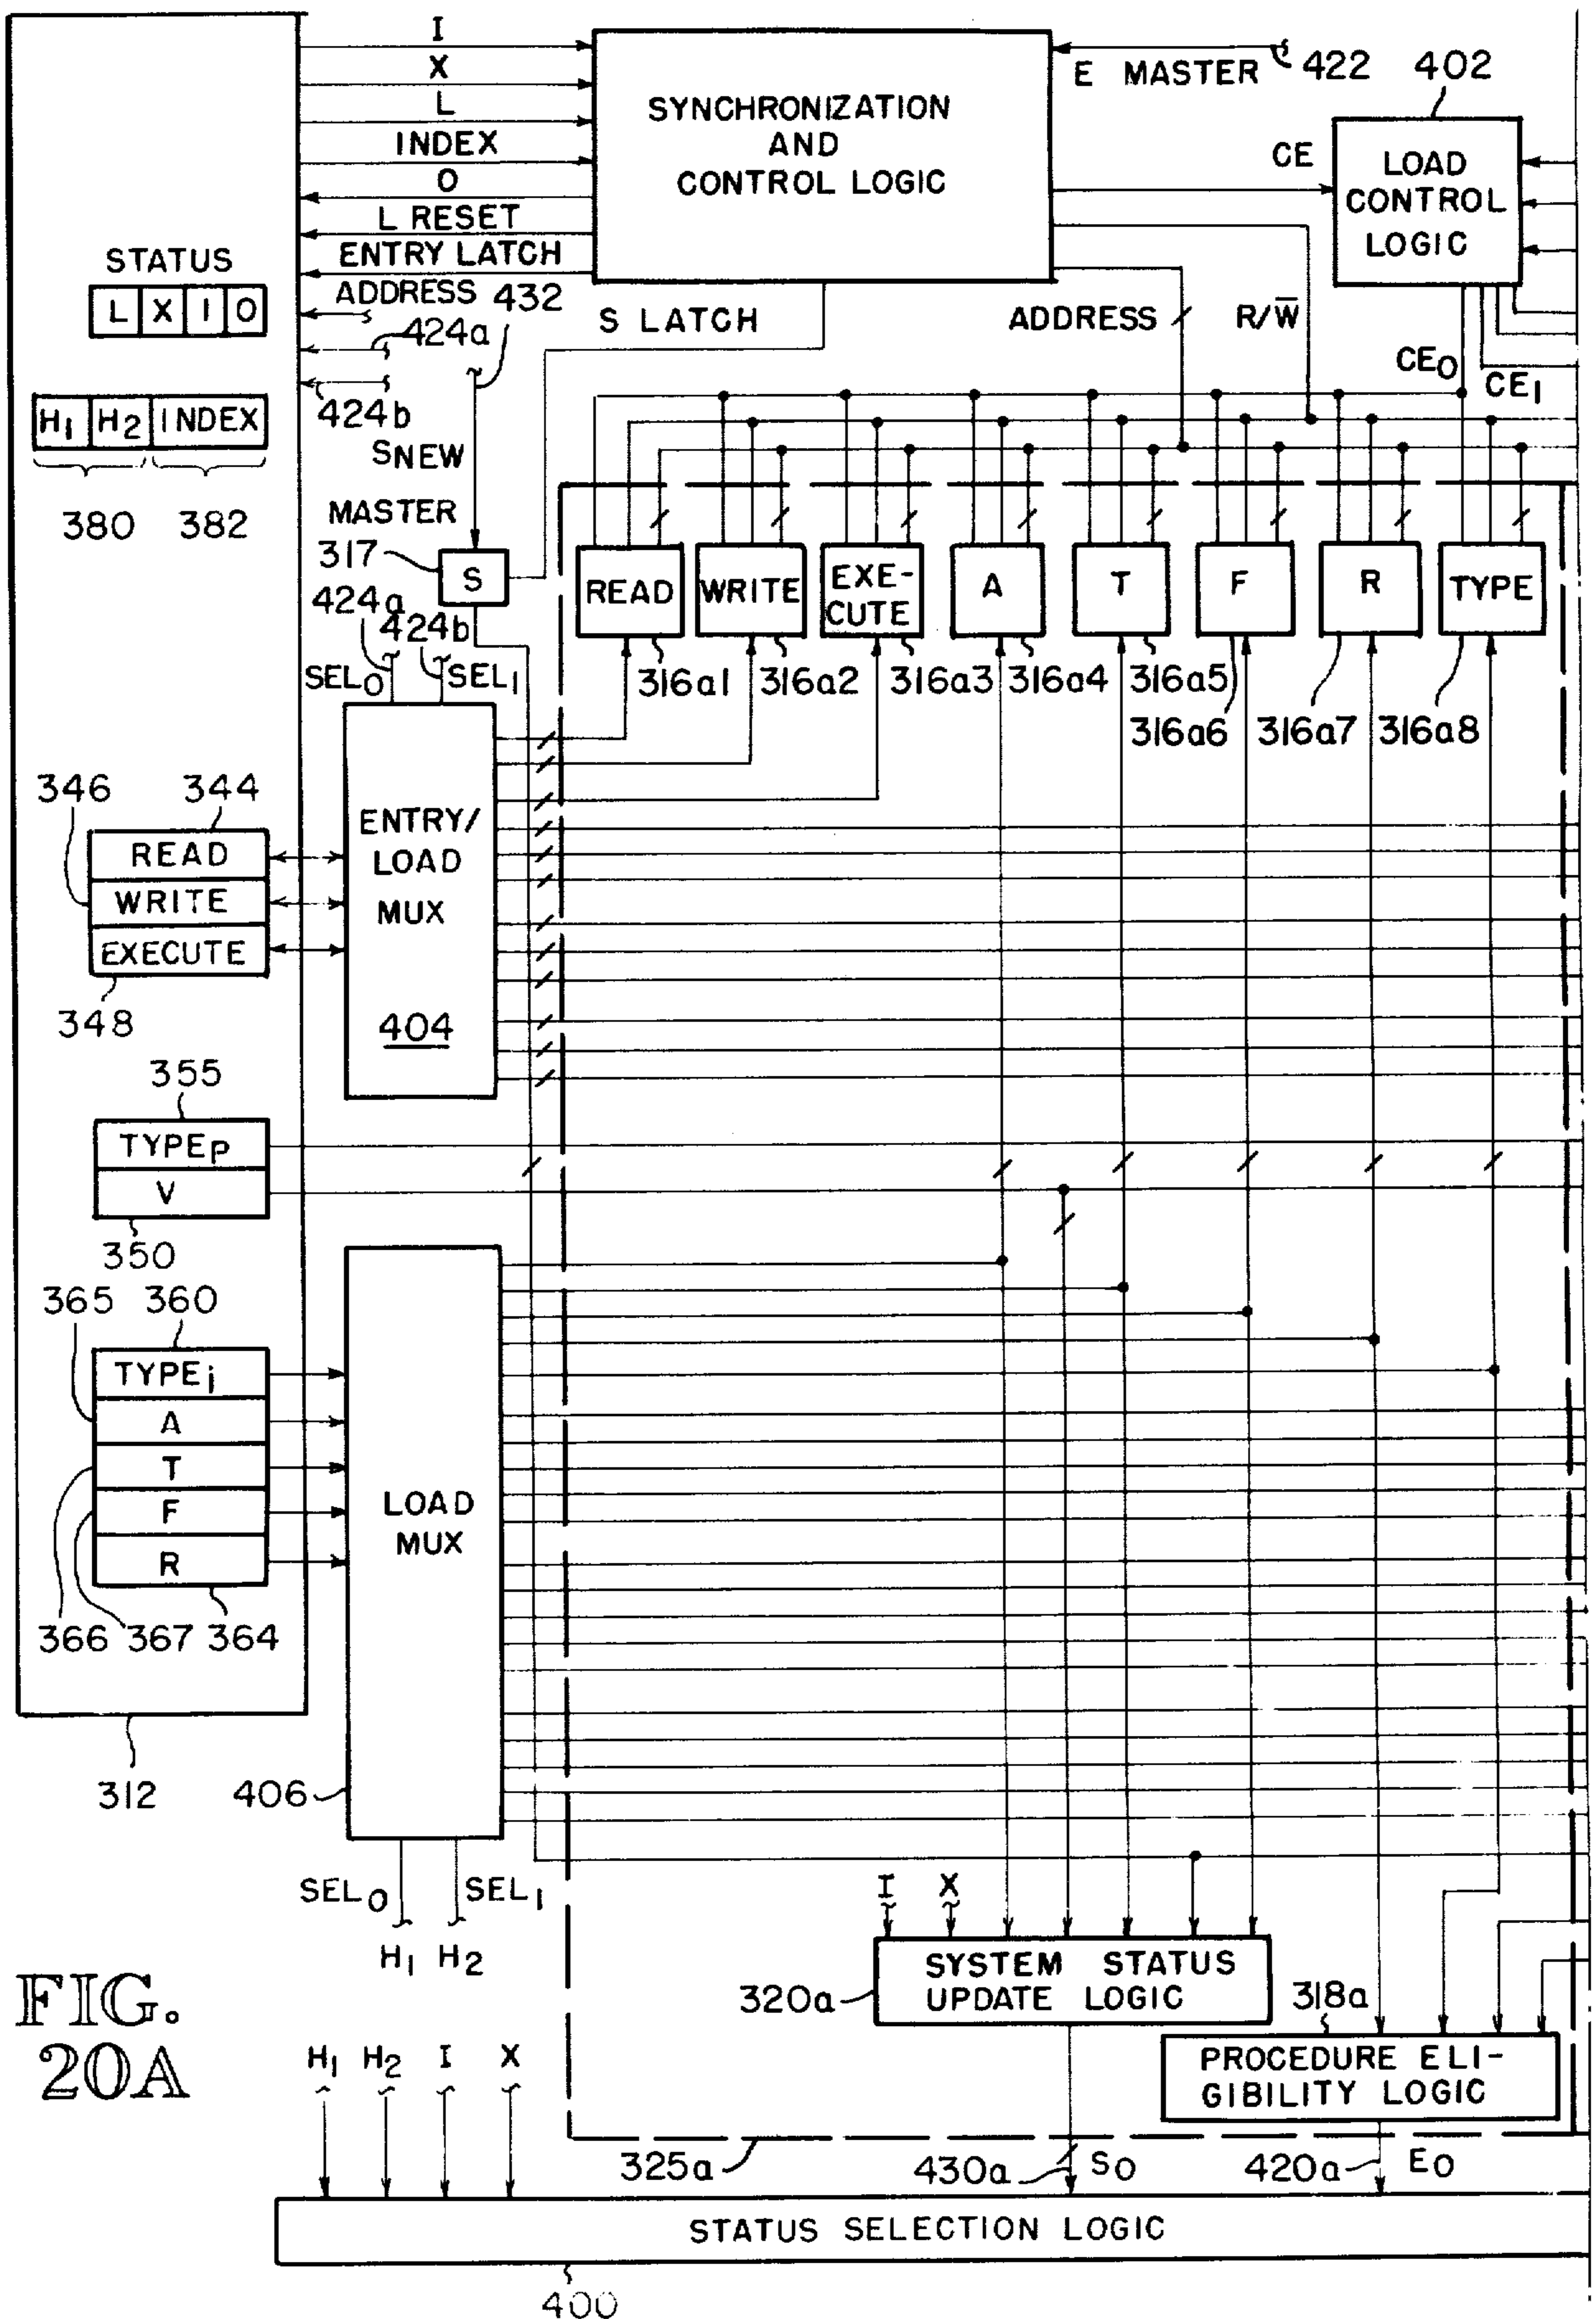 I
X
L
INDEX
O
L RESET
ENTRY LATCH
ADDRESS
SYNCHRONIZATION
AND
CONTROL LOGIC
E MASTER
422
402
CE
LOAD
CONTROL
LOGIC
STATUS
L X I O
432
424a
424b
S LATCH
ADDRESS
R/W̅
CE0
CE1
H1 H2 INDEX
380 382
SNEW
MASTER
317
S
READ
WRITE
EXE-
CUTE
A
T
F
R
TYPE
424a
424b
SEL0
SEL1
316a1
316a2
316a3
316a4
316a5
316a6
316a7
316a8
346
344
READ
WRITE
EXECUTE
348
ENTRY/
LOAD
MUX
404
355
TYPEP
V
350
365
360
TYPEi
A
T
F
R
366
367
364
LOAD
MUX
312
406
SEL0
SEL1
H1 H2
I X
SYSTEM STATUS
UPDATE LOGIC
320a
318a
PROCEDURE ELI-
GIBILITY LOGIC
FIG.
20A
H1 H2 I X
325a
430a
S0
420a
E0
STATUS SELECTION LOGIC
400